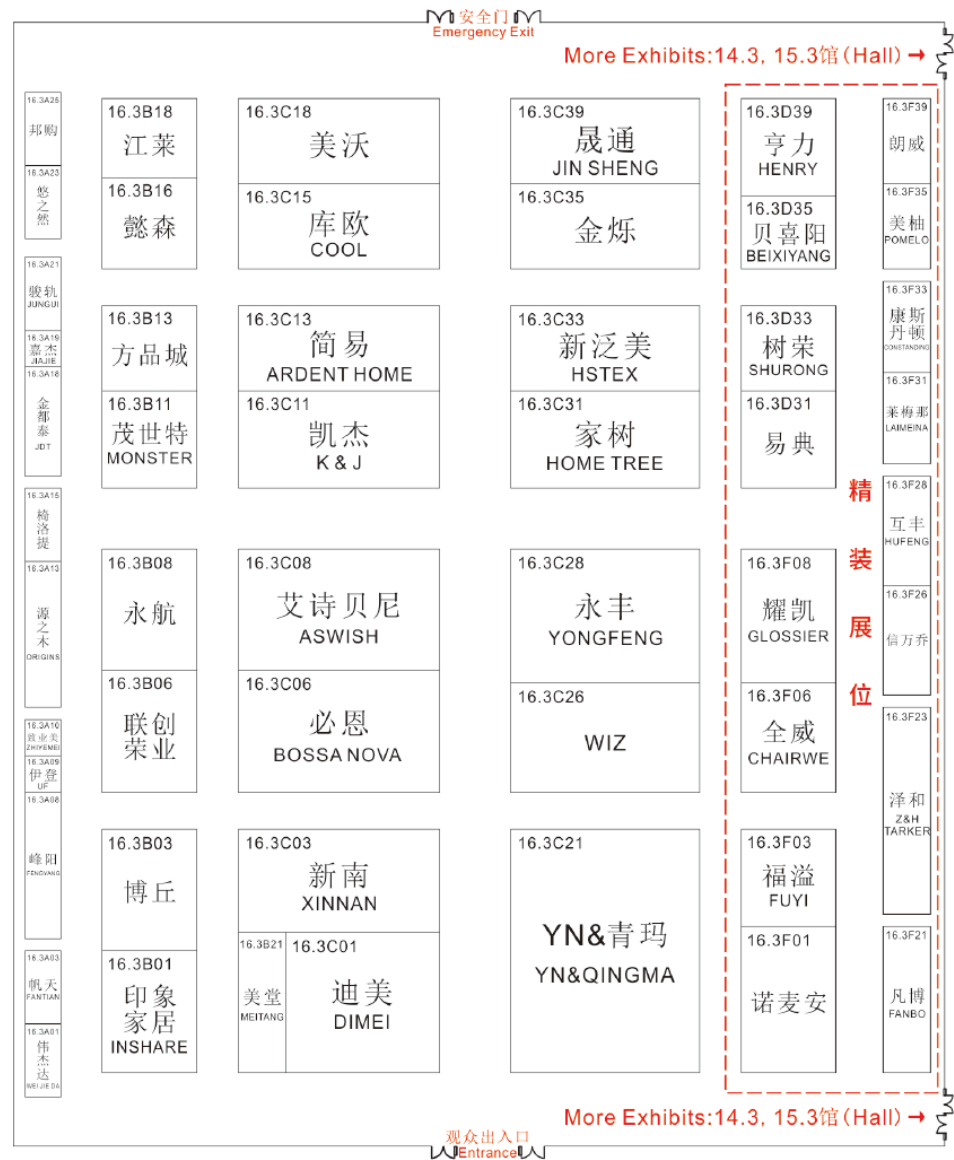 安全门
Emergency Exit
More Exhibits:14.3, 15.3馆(Hall)
16.3A25
邦购
16.3A23
悠
之
然
16.3A21
骏轨
JUNGUI
16.3A19
嘉杰
JIAJIE
16.3A18
金
都
泰
JDT
16.3A15
椅
洛
提
16.3A13
源
之
木
ORIGINS
16.3A10
致业美
ZHIYEMEI
16.3A09
伊登
UF
16.3A08
峰阳
FENGYANG
16.3A03
帆天
FANTIAN
16.3A01
伟
杰
达
WEI JIE DA
16.3B18
江莱
16.3B16
懿森
16.3B13
方品城
16.3B11
茂世特
MONSTER
16.3B08
永航
16.3B06
联创
荣业
16.3B03
博丘
16.3B01
印象
家居
INSHARE
16.3C18
美沃
16.3C15
库欧
COOL
16.3C13
简易
ARDENT HOME
16.3C11
凯杰
K & J
16.3C08
艾诗贝尼
ASWISH
16.3C06
必恩
BOSSA NOVA
16.3C03
新南
XINNAN
16.3B21
美堂
MEITANG
16.3C01
迪美
DIMEI
16.3C39
晟通
JIN SHENG
16.3C35
金烁
16.3C33
新泛美
HSTEX
16.3C31
家树
HOME TREE
16.3C28
永丰
YONGFENG
16.3C26
WIZ
16.3C21
YN&青玛
YN&QINGMA
16.3D39
亨力
HENRY
16.3D35
贝喜阳
BEIXIYANG
16.3D33
树荣
SHURONG
16.3D31
易典
16.3F08
耀凯
GLOSSIER
16.3F06
全威
CHAIRWE
16.3F03
福溢
FUYI
16.3F01
诺麦安
精
装
展
位
16.3F39
朗威
16.3F35
美柚
POMELO
16.3F33
康斯
丹顿
CONSTANDING
16.3F31
莱梅那
LAIMEINA
16.3F28
互丰
HUFENG
16.3F26
信万乔
16.3F23
泽和
Z&H
TARKER
16.3F21
凡博
FANBO
More Exhibits:14.3, 15.3馆(Hall)
观众出入口
Entrance